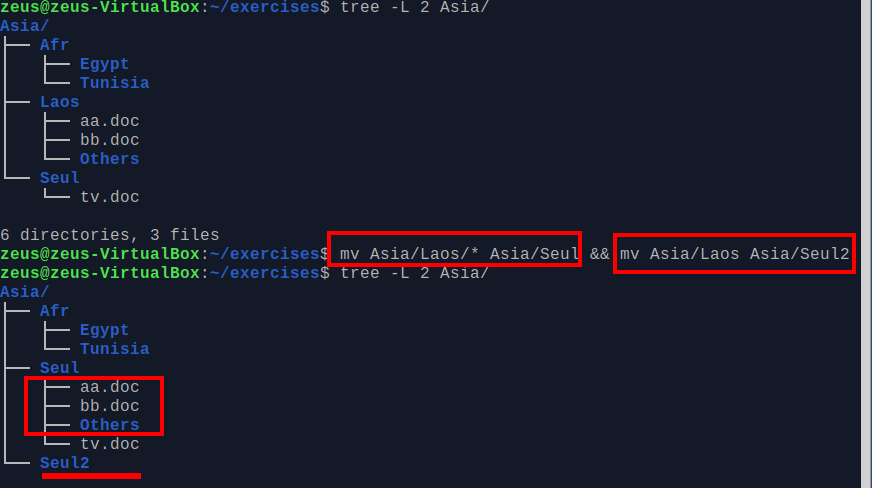 zeus@zeus-VirtualBox:~/exercises$ tree -L 2 Asia/
Asia/
├── Afr
│   ├── Egypt
│   └── Tunisia
├── Laos
│   ├── aa.doc
│   ├── bb.doc
│   └── Others
└── Seul
    └── tv.doc

6 directories, 3 files
zeus@zeus-VirtualBox:~/exercises$ mv Asia/Laos/* Asia/Seul && mv Asia/Laos Asia/Seul2
zeus@zeus-VirtualBox:~/exercises$ tree -L 2 Asia/
Asia/
├── Afr
│   ├── Egypt
│   └── Tunisia
├── Seul
│   ├── aa.doc
│   ├── bb.doc
│   ├── Others
│   └── tv.doc
└── Seul2